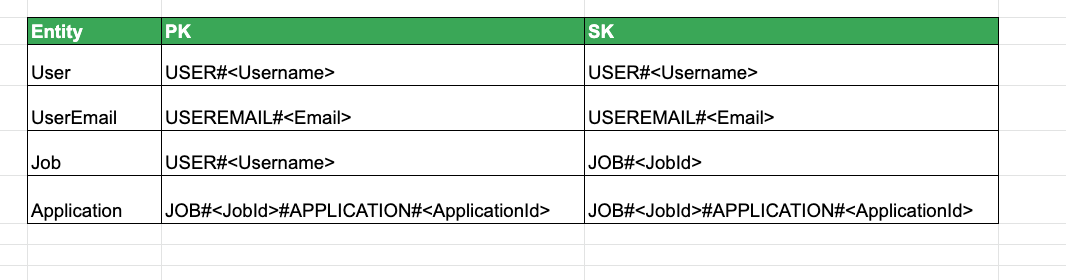 Entity PK SK
User USER#<Username> USER#<Username>
UserEmail USEREMAIL#<Email> USEREMAIL#<Email>
Job USER#<Username> JOB#<JobId>
Application JOB#<JobId>#APPLICATION#<ApplicationId> JOB#<JobId>#APPLICATION#<ApplicationId>